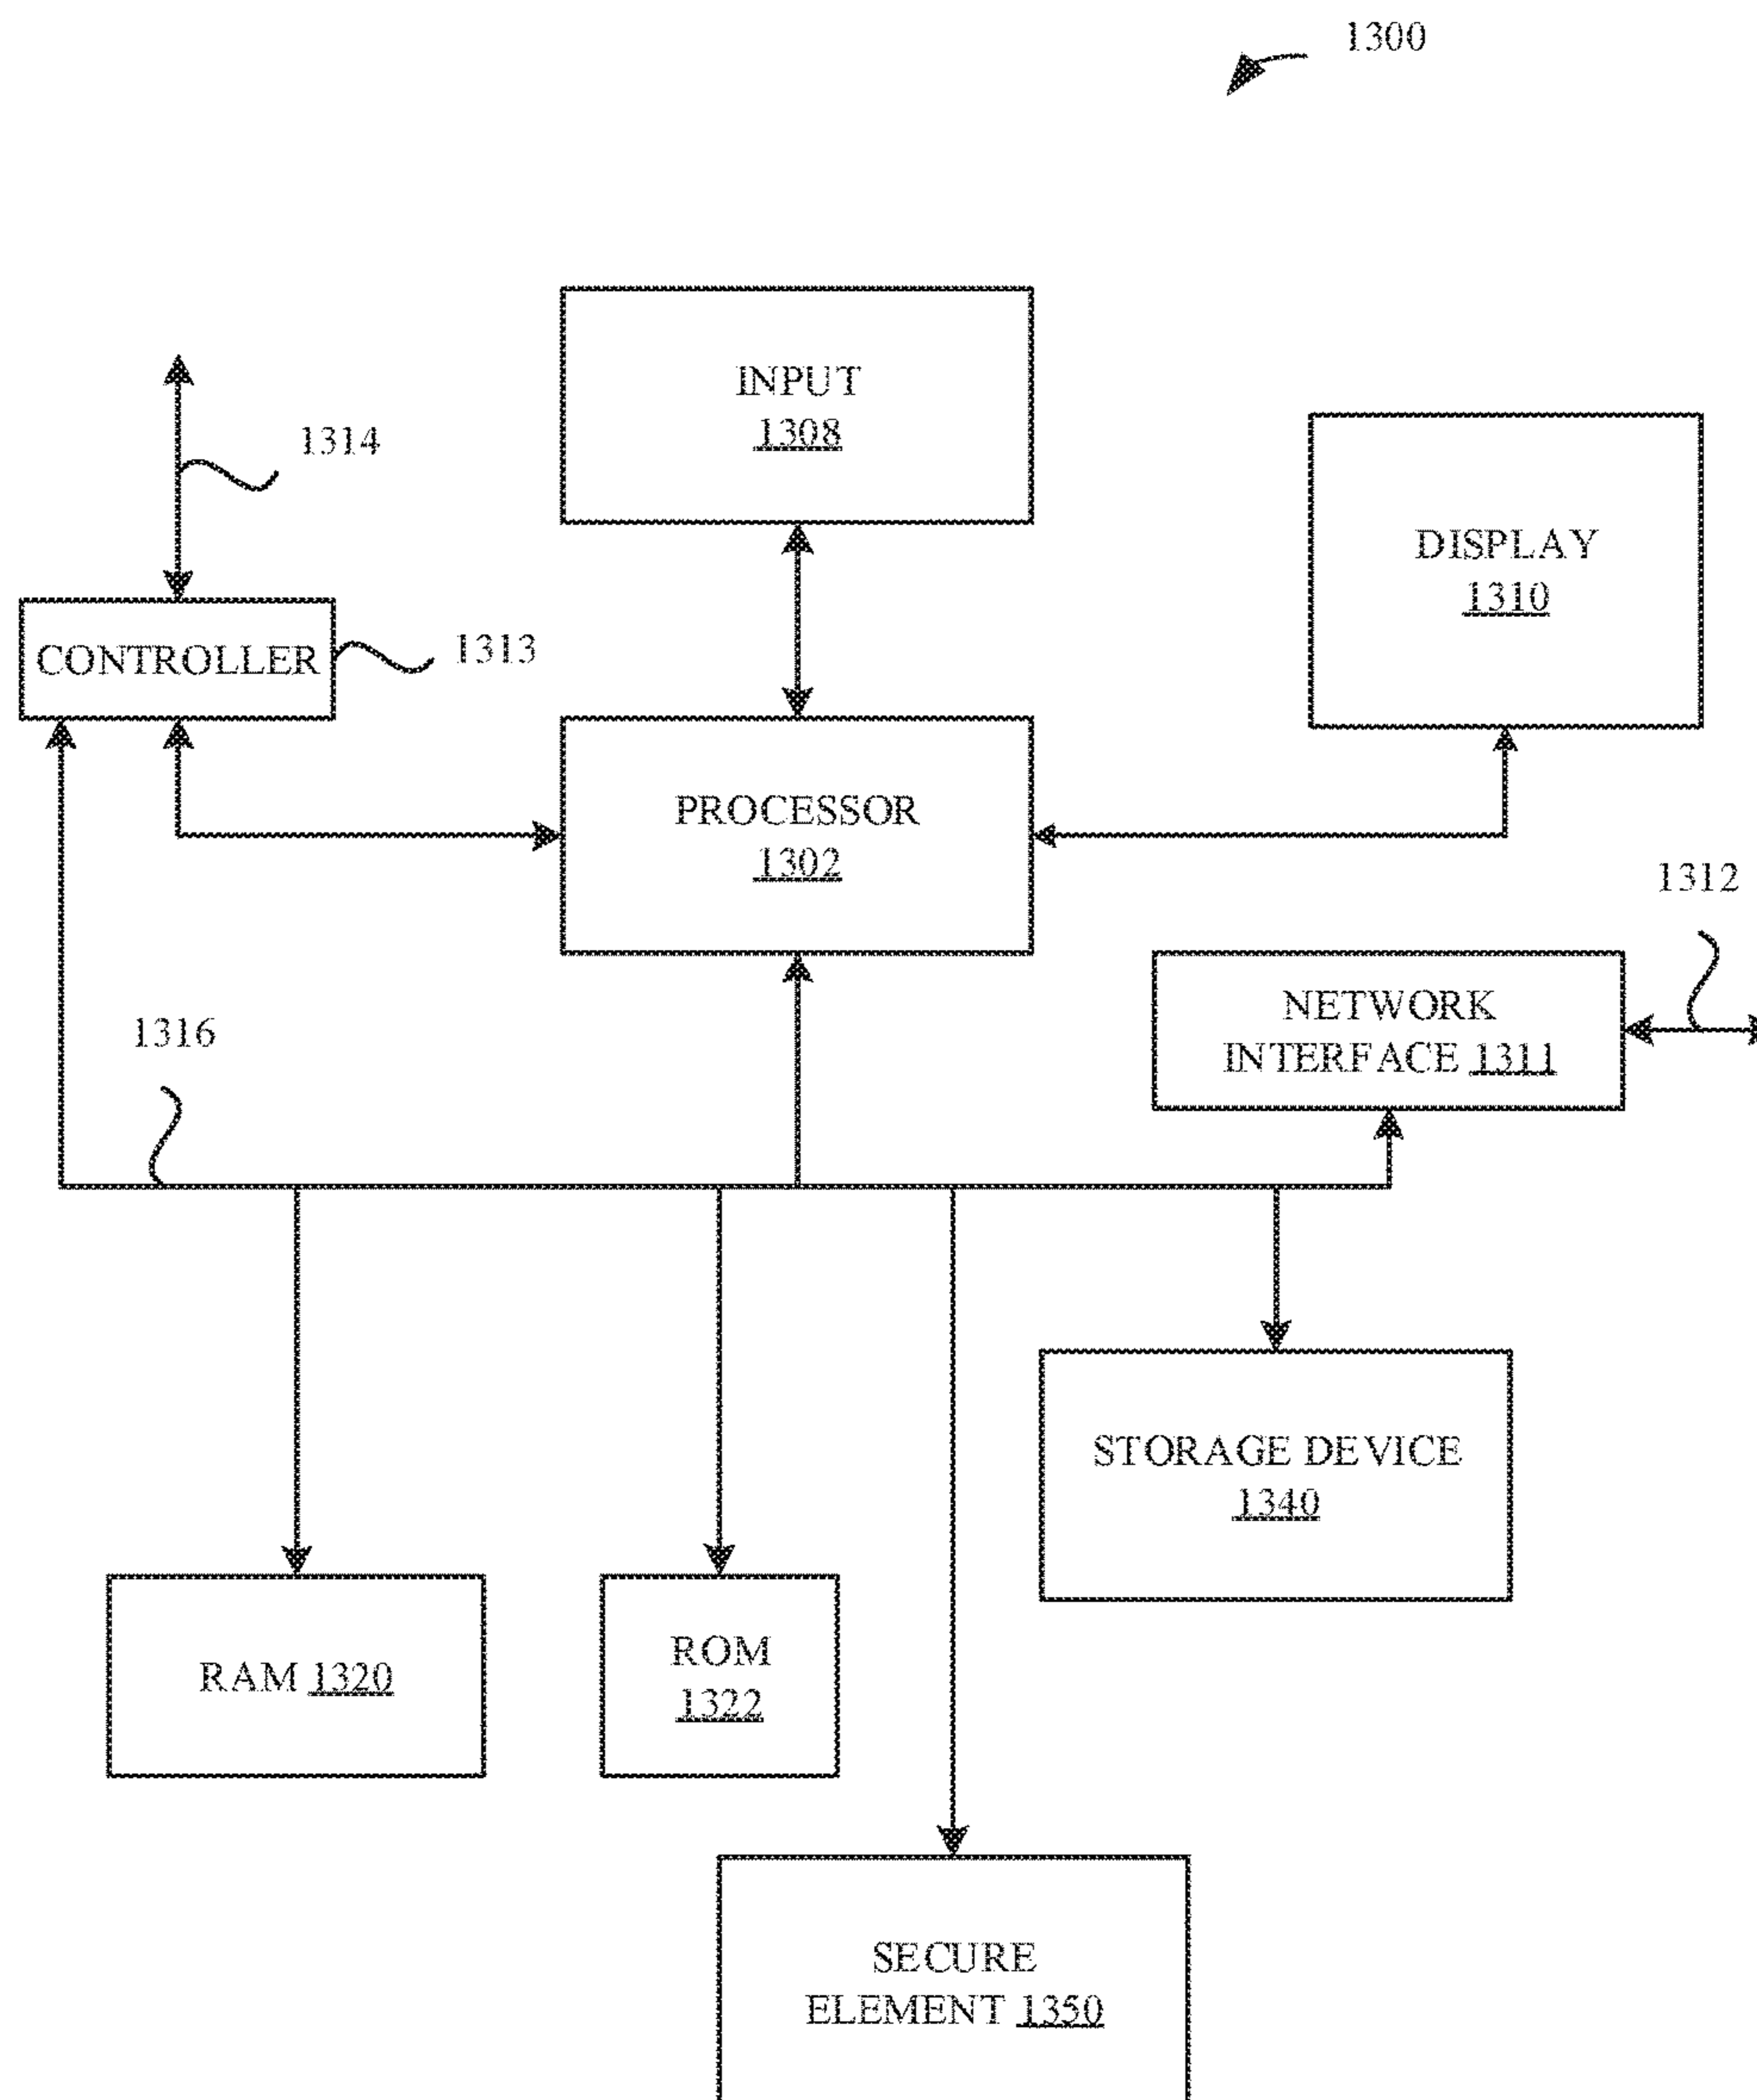 1300
INPUT
1308
1314
DISPLAY
1310
CONTROLLER
1313
PROCESSOR
1302
1312
NETWORK
INTERFACE 1311
1316
STORAGE DEVICE
1340
RAM 1320
ROM
1322
SECURE
ELEMENT 1350